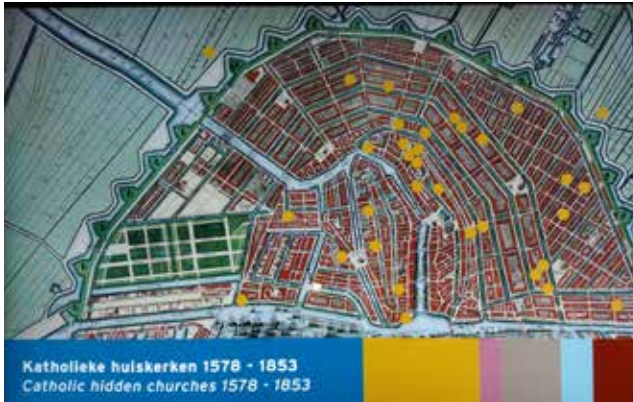 Katholieke huiskerken 1578 - 1853
Catholic hidden churches 1578 - 1853